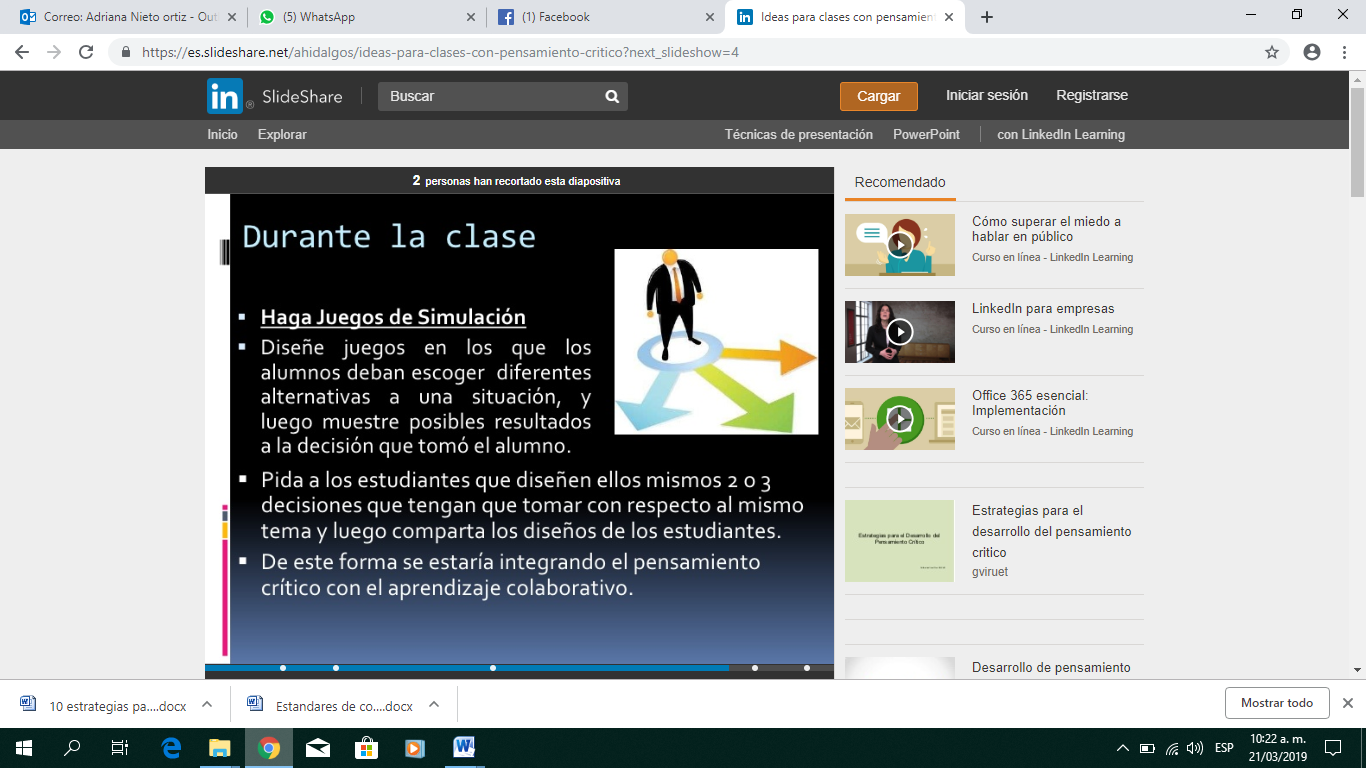 Correo: Adriana Nieto ortiz - Out
(5) WhatsApp
(1) Facebook
Ideas para clases con pensamien
https://es.slideshare.net/ahidalgos/ideas-para-clases-con-pensamiento-critico?next_slideshow=4
in SlideShare
Buscar
Cargar
Iniciar sesión
Registrarse
Inicio
Explorar
Técnicas de presentación
PowerPoint
con LinkedIn Learning
2 personas han recortado esta diapositiva
Durante la clase
▪ Haga Juegos de Simulación
▪ Diseñe juegos en los que los
alumnos deban escoger diferentes
alternativas a una situación, y
luego muestre posibles resultados
a la decisión que tomó el alumno.
▪ Pida a los estudiantes que diseñen ellos mismos 2 o 3
decisiones que tengan que tomar con respecto al mismo
tema y luego comparta los diseños de los estudiantes.
▪ De este forma se estaría integrando el pensamiento
crítico con el aprendizaje colaborativo.
Recomendado
Cómo superar el miedo a
hablar en público
Curso en línea - LinkedIn Learning
LinkedIn para empresas
Curso en línea - LinkedIn Learning
Office 365 esencial:
Implementación
Curso en línea - LinkedIn Learning
Estrategias para el Desarrollo del
Pensamiento Crítico
Estrategias para el
desarrollo del pensamiento
critico
gviruet
Desarrollo de pensamiento
10 estrategias pa....docx
Estandares de co....docx
Mostrar todo
ESP
10:22 a. m.
21/03/2019